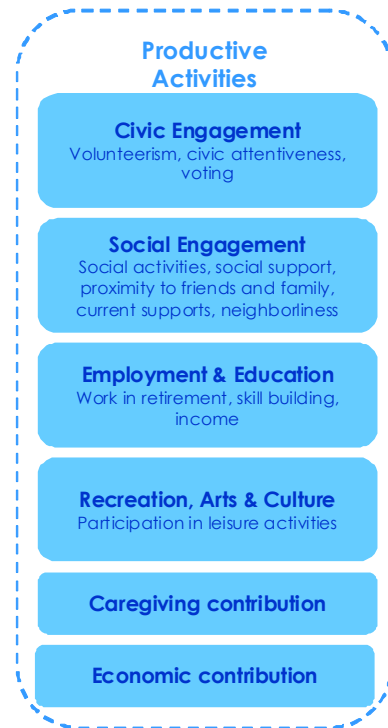 Productive
Activities
Civic Engagement
Volunteerism, civic attentiveness,
voting
Social Engagement
Social activities, social support,
proximity to friends and family,
current supports, neighborliness
Employment & Education
Work in retirement, skill building,
income
Recreation, Arts & Culture
Participation in leisure activities
Caregiving contribution
Economic contribution